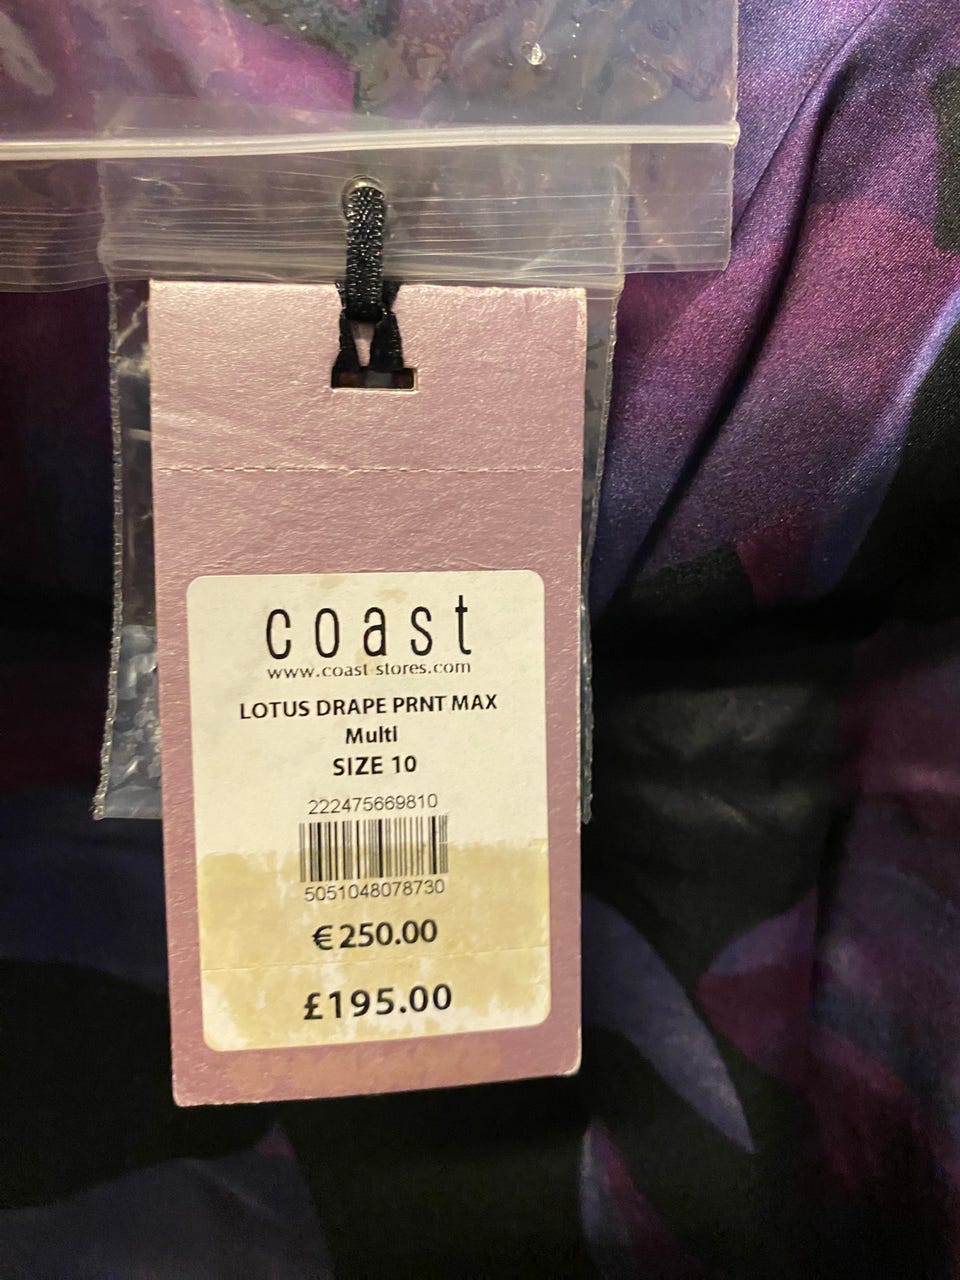 coast
www.coast-stores.com
LOTUS DRAPE PRNT MAX
Multi
SIZE 10
222475669810
5051048078730
€250.00
£195.00